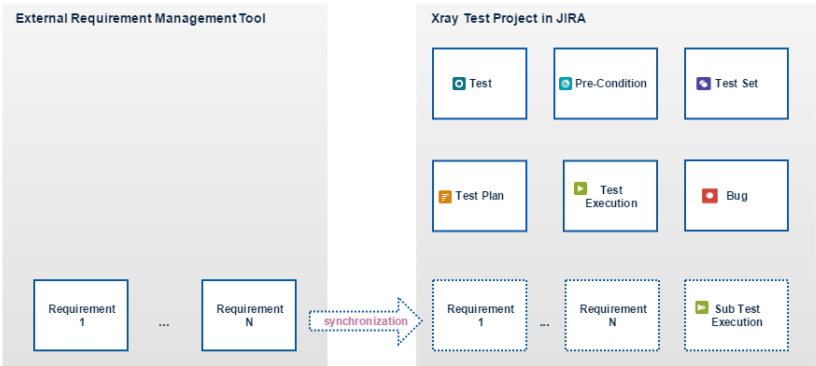 External Requirement Management Tool
Xray Test Project in JIRA
Test
Pre-Condition
Test Set
Test Plan
Test
Execution
Bug
Requirement
1
...
Requirement
N
synchronization
Requirement
1
...
Requirement
N
Sub Test
Execution